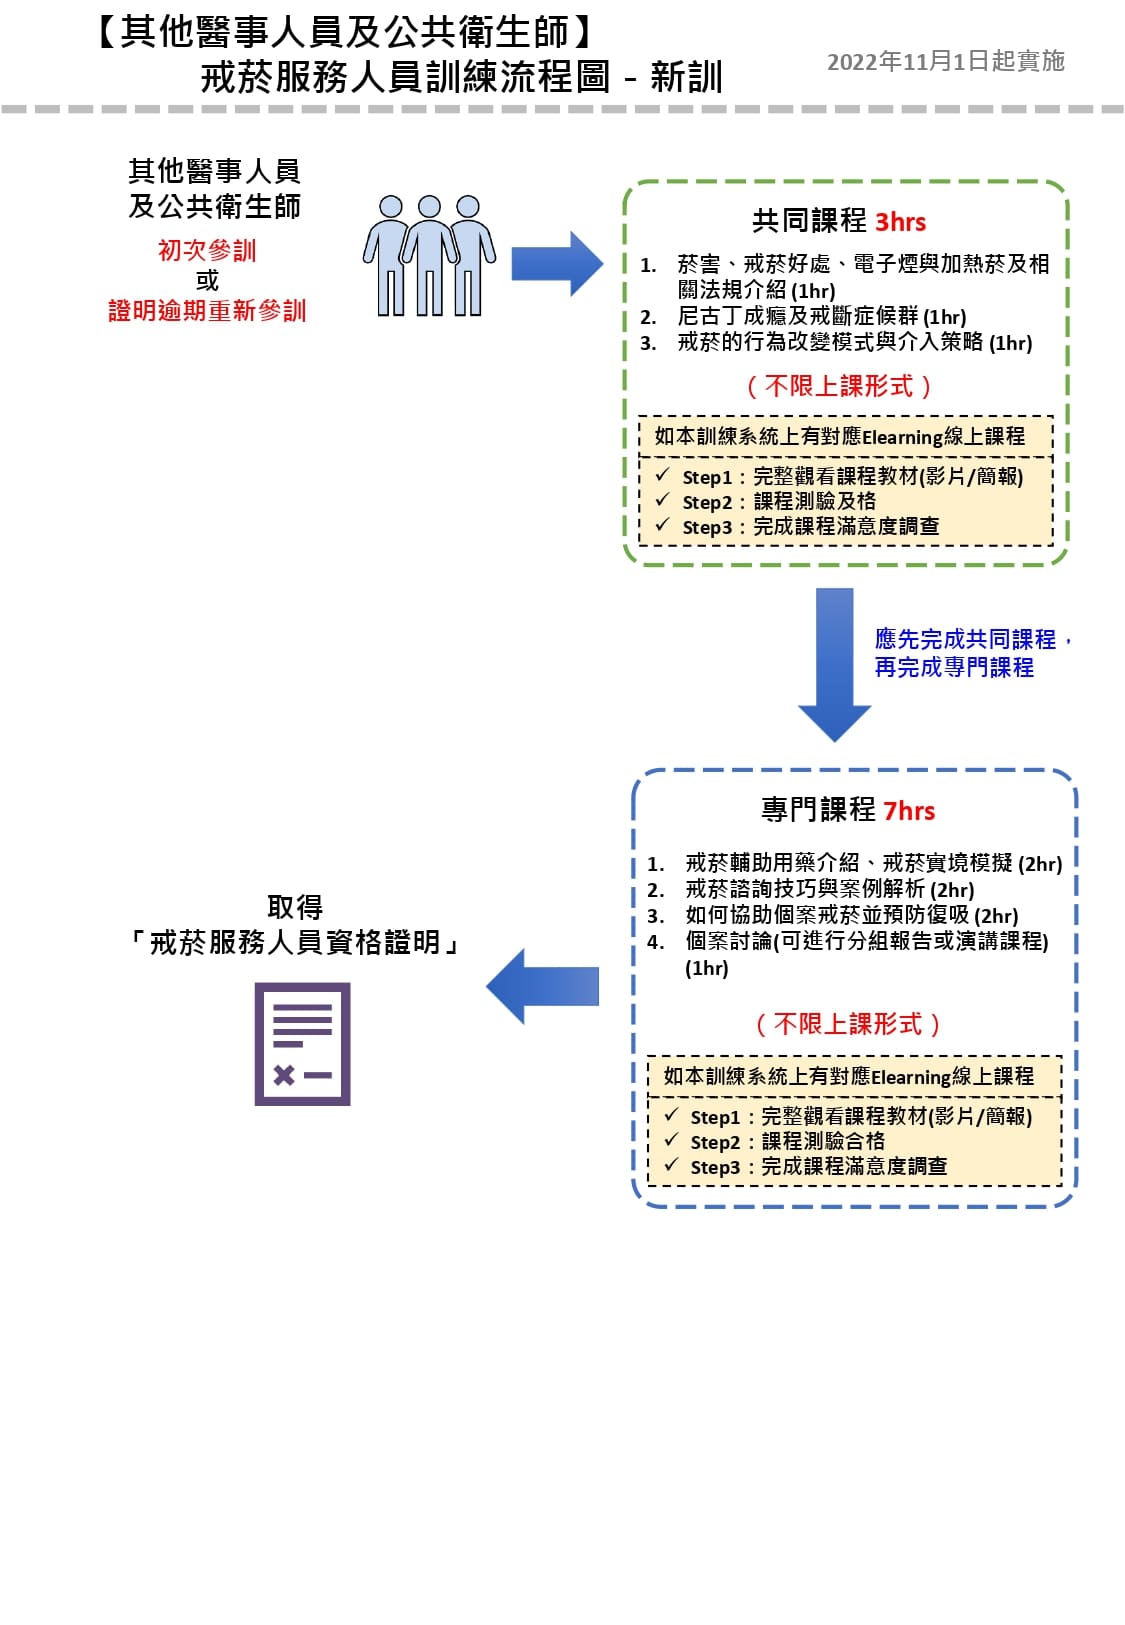 【其他醫事人員及公共衛生師】
戒菸服務人員訓練流程圖 - 新訓
2022年11月1日起實施
其他醫事人員
及公共衛生師
初次參訓
或
證明逾期重新參訓
共同課程 3hrs
1. 菸害、戒菸好處、電子煙與加熱菸及相
關法規介紹 (1hr)
2. 尼古丁成癮及戒斷症候群 (1hr)
3. 戒菸的行為改變模式與介入策略 (1hr)
（不限上課形式）
如本訓練系統上有對應Elearning線上課程
✓ Step1：完整觀看課程教材(影片/簡報)
✓ Step2：課程測驗及格
✓ Step3：完成課程滿意度調查
應先完成共同課程，
再完成專門課程
專門課程 7hrs
1. 戒菸輔助用藥介紹、戒菸實境模擬 (2hr)
2. 戒菸諮詢技巧與案例解析 (2hr)
3. 如何協助個案戒菸並預防復吸 (2hr)
4. 個案討論(可進行分組報告或演講課程)
(1hr)
（不限上課形式）
如本訓練系統上有對應Elearning線上課程
✓ Step1：完整觀看課程教材(影片/簡報)
✓ Step2：課程測驗合格
✓ Step3：完成課程滿意度調查
取得
「戒菸服務人員資格證明」